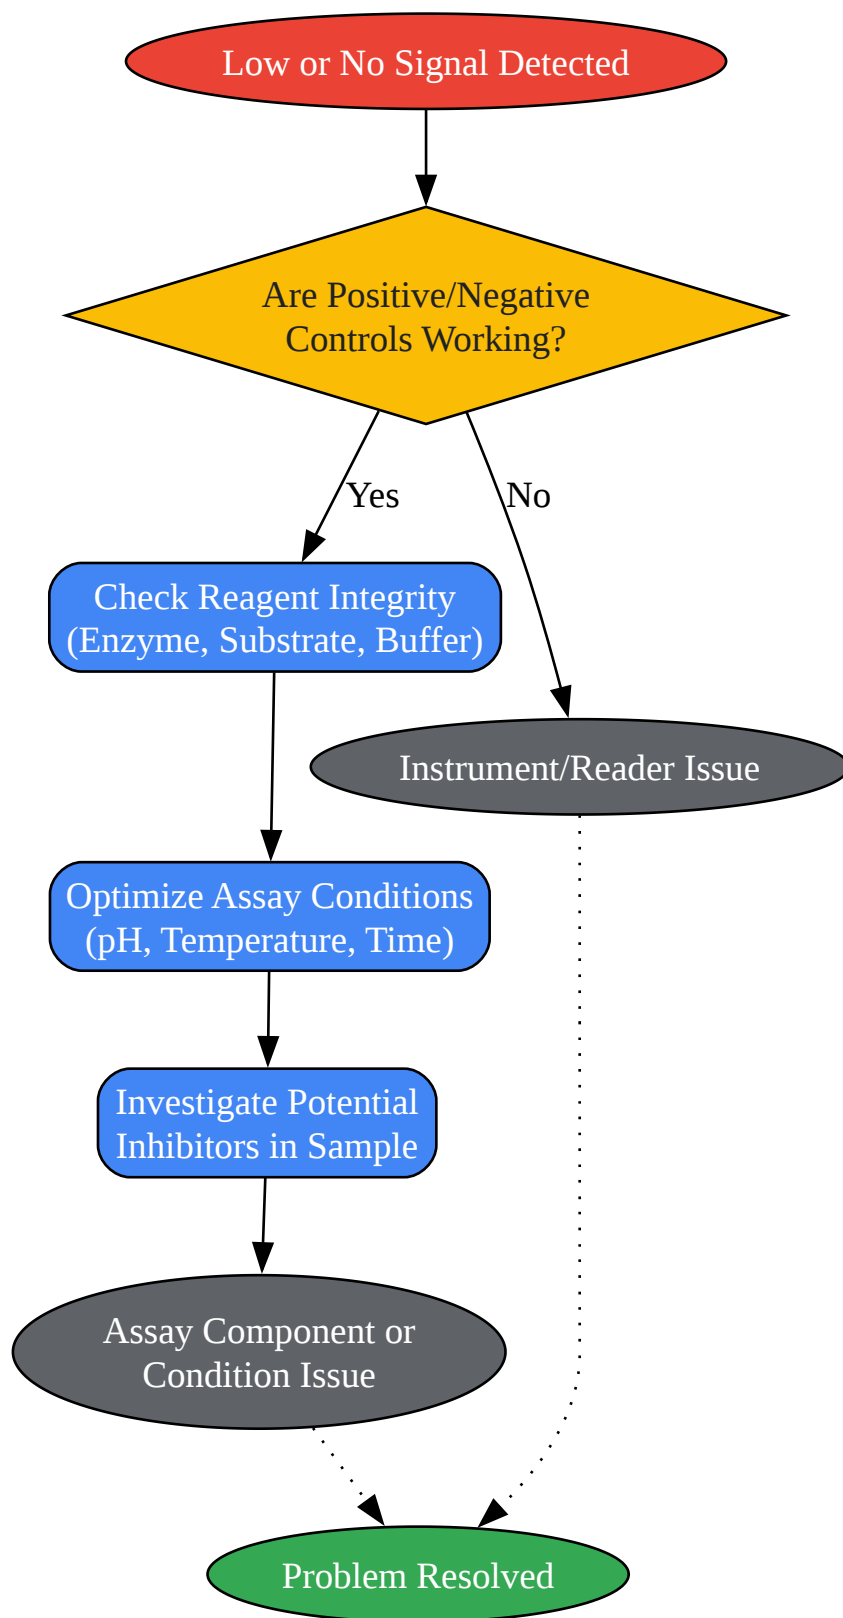 Low or No Signal Detected
Are Positive/Negative
Controls Working?
Yes
No
Check Reagent Integrity
(Enzyme, Substrate, Buffer)
Instrument/Reader Issue
Optimize Assay Conditions
(pH, Temperature, Time)
Investigate Potential
Inhibitors in Sample
Assay Component or
Condition Issue
Problem Resolved